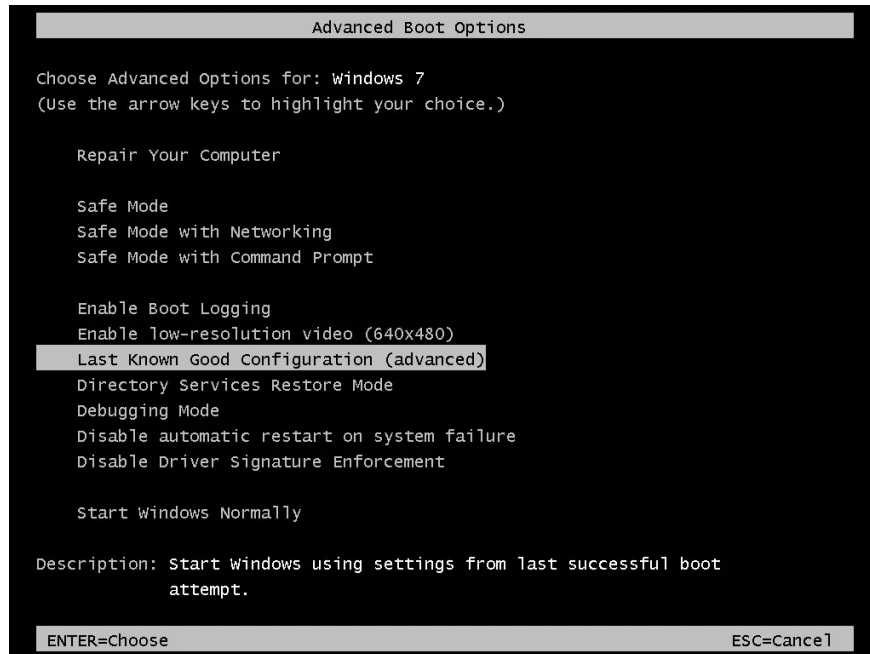 Advanced Boot Options
Choose Advanced Options for: Windows 7
(Use the arrow keys to highlight your choice.)
Repair Your Computer
Safe Mode
Safe Mode with Networking
Safe Mode with Command Prompt
Enable Boot Logging
Enable low-resolution video (640x480)
Last Known Good Configuration (advanced)
Directory Services Restore Mode
Debugging Mode
Disable automatic restart on system failure
Disable Driver Signature Enforcement
Start Windows Normally
Description: Start Windows using settings from last successful boot
attempt.
ENTER=Choose ESC=Cancel